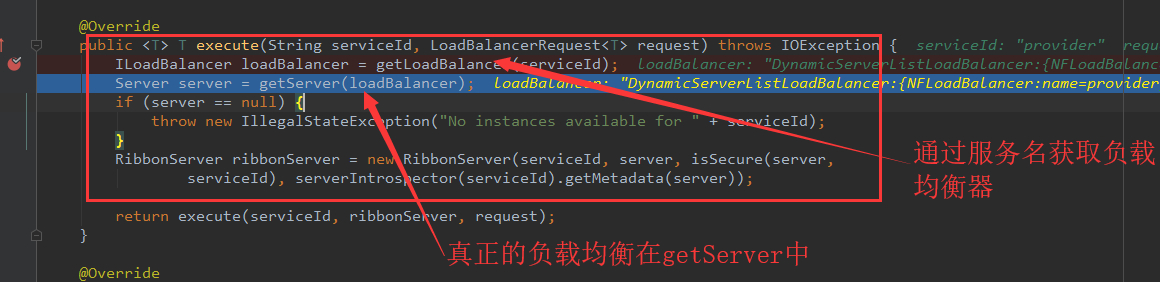 @Override
public <T> T execute(String serviceId, LoadBalancerRequest<T> request) throws IOException { serviceId: "provider" requ
ILoadBalancer loadBalancer = getLoadBalance (serviceId); loadBalancer: "DynamicServerListLoadBalancer:{NFLoadBalancer:
Server server = getServer(loadBalancer); loadBalancer: "DynamicServerListLoadBalancer:{NFLoadBalancer:name=provider
if (server == null) {
throw new IllegalStateException("No instances available for " + serviceId);
}
RibbonServer ribbonServer = new RibbonServer(serviceId, server, isSecure(server,
serviceId), serverIntrospector(serviceId).getMetadata(server));
通过服务名获取负载
均衡器
return execute(serviceId, ribbonServer, request);
}
真正的负载均衡在getServer中
@Override